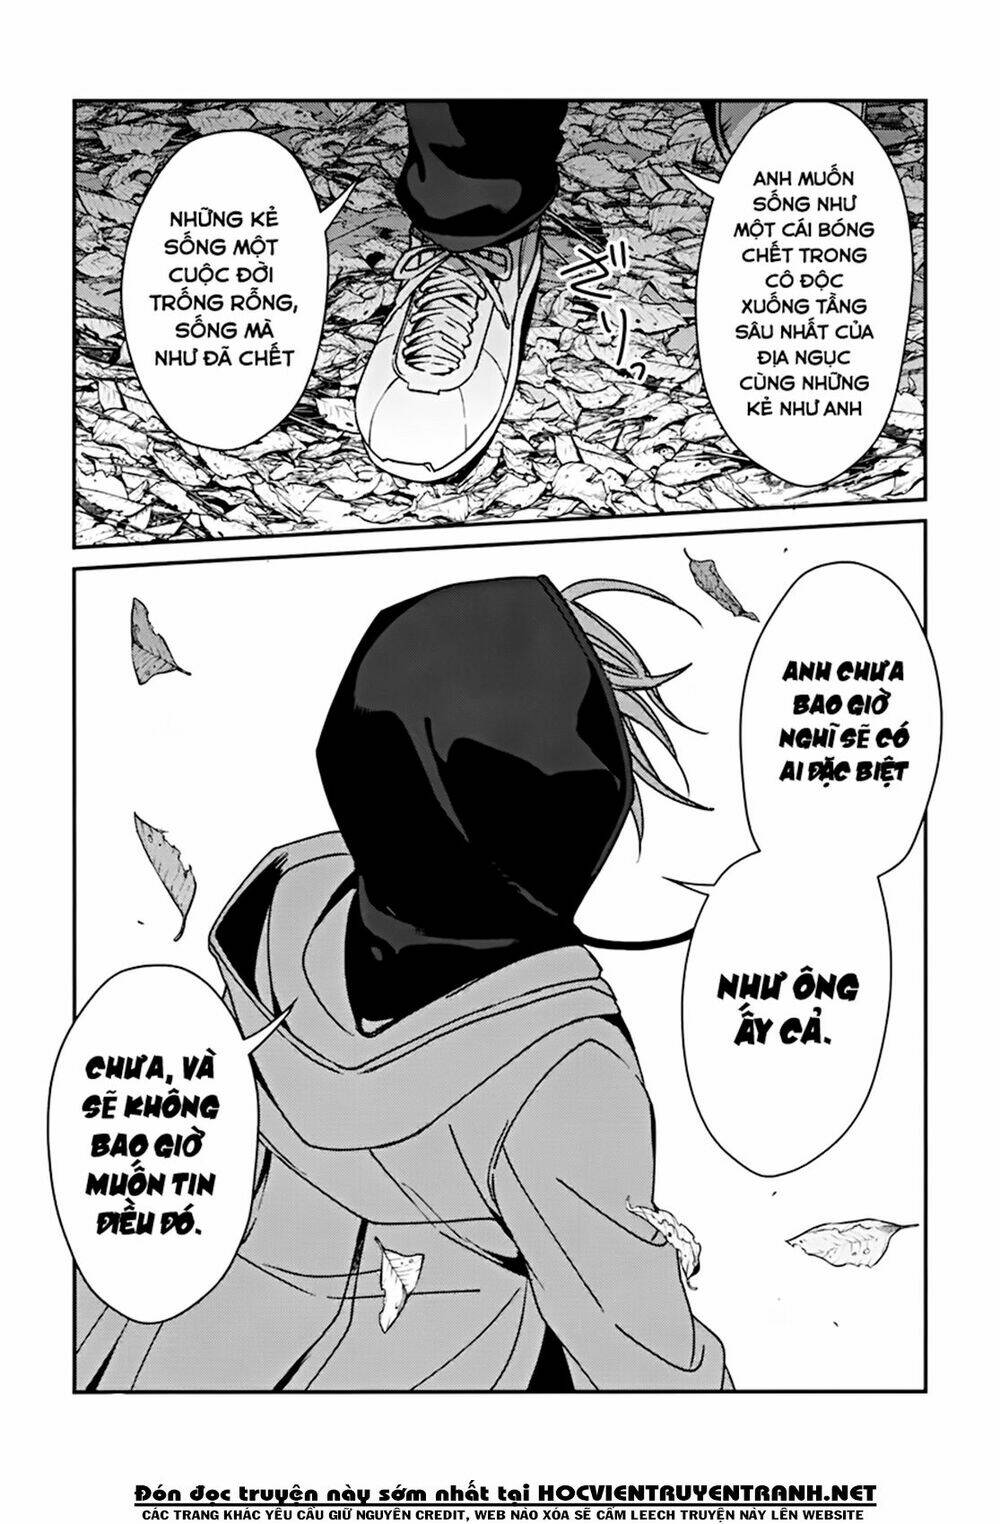 ANH MUỐN
SỐNG NHƯ
MỘT CÁI BÓNG
CHẾT TRONG
CÔ ĐỘC
XUỐNG TẦNG
SÂU NHẤT CỦA
ĐỊA NGỤC
CÙNG NHỮNG
KẺ NHƯ ANH
NHỮNG KẺ
SỐNG MỘT
CUỘC ĐỜI
TRỐNG RỖNG,
SỐNG MÀ
NHƯ ĐÃ CHẾT
ザリッ
ANH CHƯA
BAO GIỜ
NGHĨ SẼ CÓ
AI ĐẶC BIỆT
NHƯ ÔNG
ẤY CẢ.
CHƯA, VÀ
SẼ KHÔNG
BAO GIỜ
MUỐN TIN
ĐIỀU ĐÓ.
Đón đọc truyện này sớm nhất tại HOCVIENTRUYENTRANH.NET
CÁC TRANG KHÁC YÊU CẦU GIỮ NGUYÊN CREDIT, WEB NÀO XÓA SẼ CẤM LEECH TRUYỆN NÀY LÊN WEBSITE